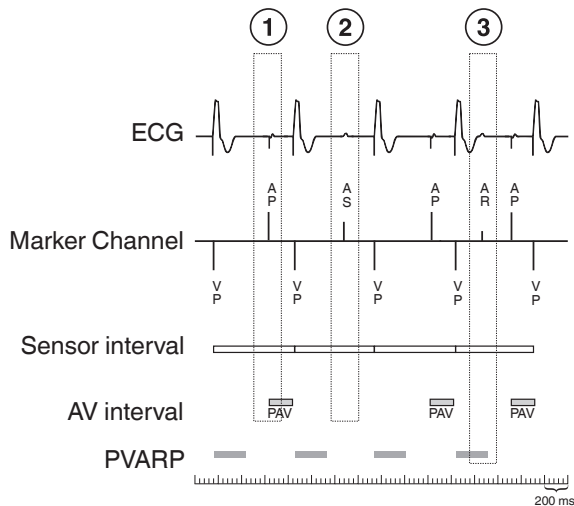 1 2 3
ECG
A P A S A P A R A P
Marker Channel
V P V P V P V P V P
Sensor interval
AV interval
PAV PAV PAV
PVARP
200 ms